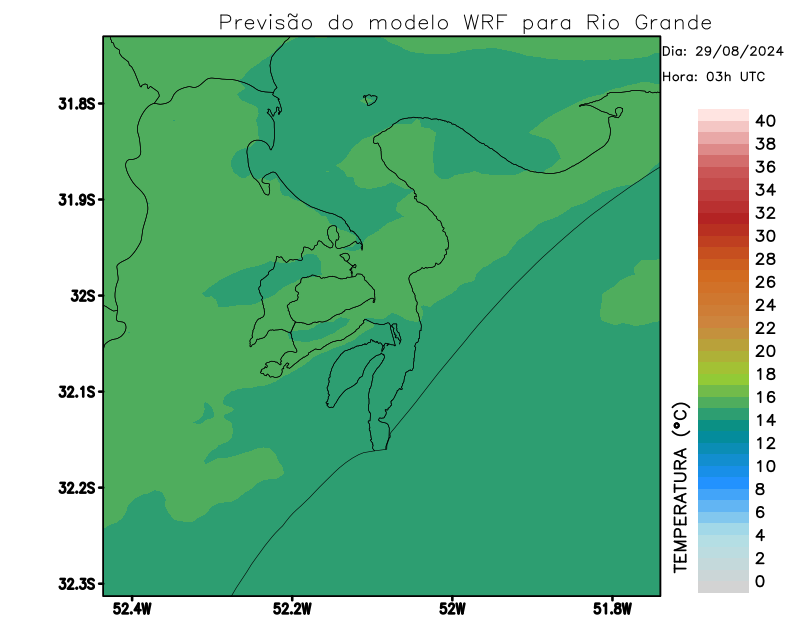 Previsão do modelo WRF para Rio Grande
Dia: 29/08/2024
Hora: 03h UTC
31.8S
31.9S
32S
32.1S
32.2S
32.3S
52.4W
52.2W
52W
51.8W
TEMPERATURA (°C)
40
38
36
34
32
30
28
26
24
22
20
18
16
14
12
10
8
6
4
2
0